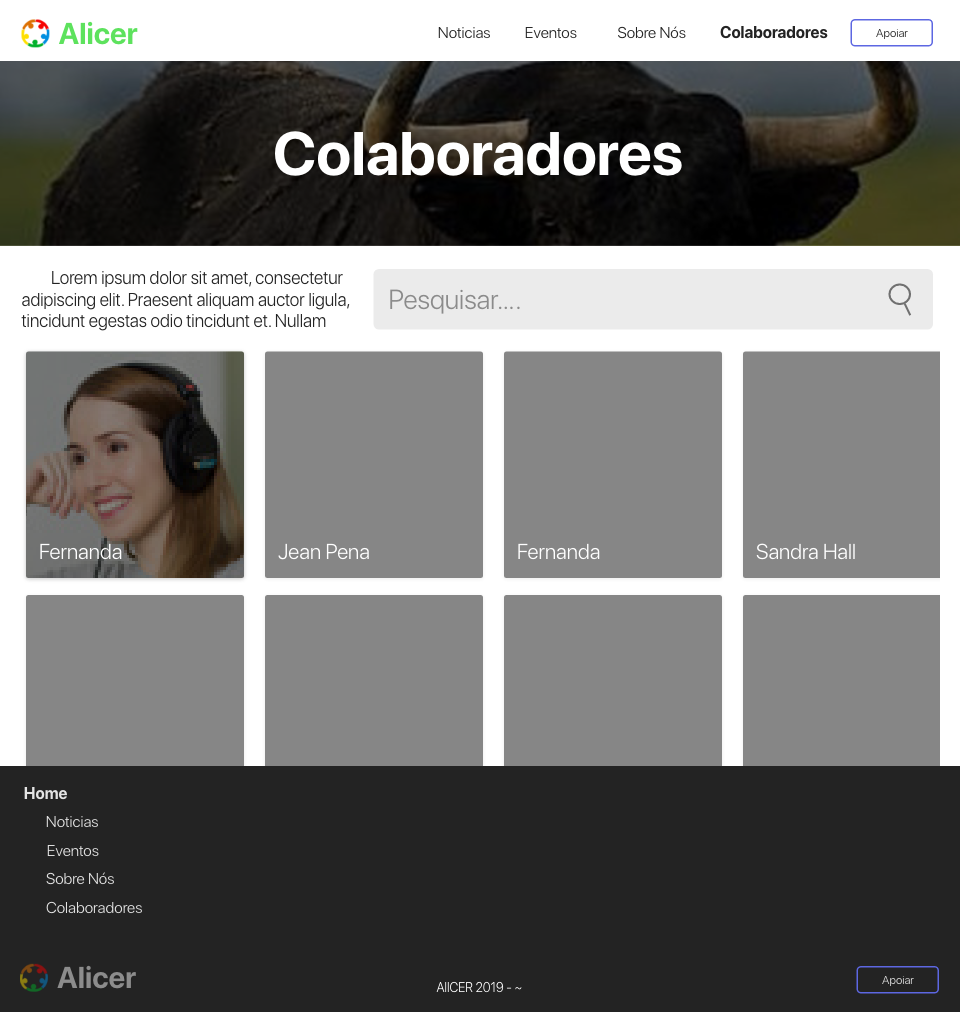 Alicer
Noticias
Eventos
Sobre Nós
Colaboradores
Apoiar
Colaboradores
Lorem ipsum dolor sit amet, consectetur
adipiscing elit. Praesent aliquam auctor ligula,
tincidunt egestas odio tincidunt et. Nullam
Pesquisar....
Fernanda
Jean Pena
Fernanda
Sandra Hall
Home
Noticias
Eventos
Sobre Nós
Colaboradores
Alicer
AlICER 2019 - ~
Apoiar